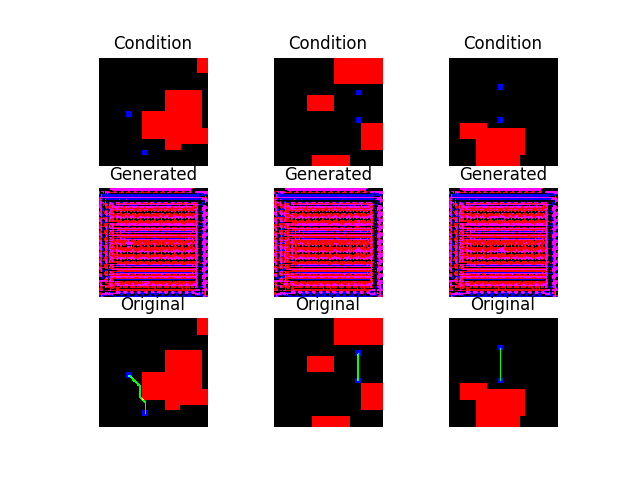 Condition Condition Condition
Generated Generated Generated
Original Original Original